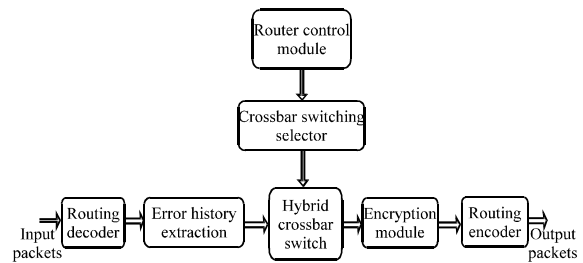 Router control
module
Crossbar switching
selector
Input
packets
Routing
decoder
Error history
extraction
Hybrid
crossbar
switch
Encryption
module
Routing
encoder
Output
packets